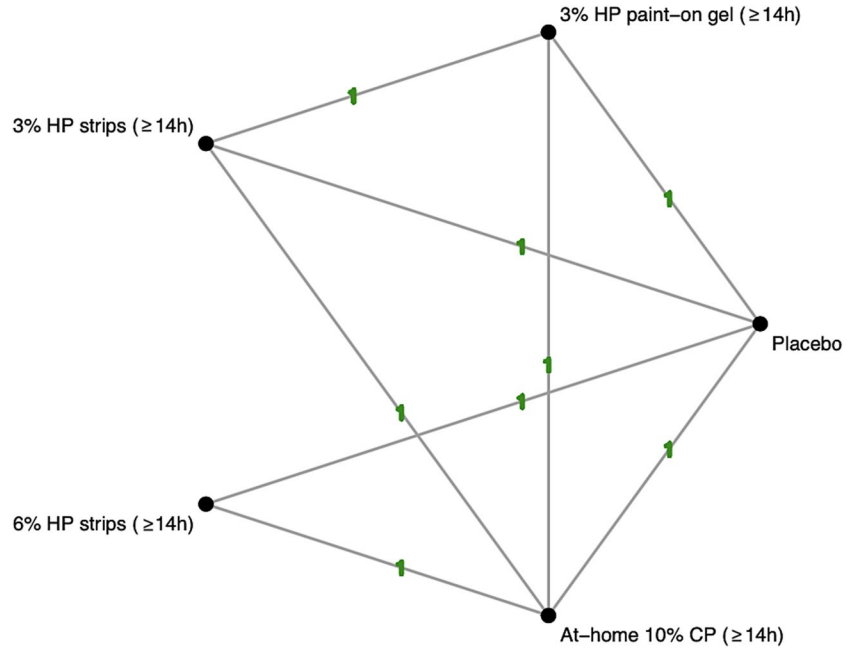 3% HP paint−on gel (≥14h)
1
3% HP strips (≥14h)
1
1
Placebo
1
1
1
1
6% HP strips (≥14h)
1
At−home 10% CP (≥14h)